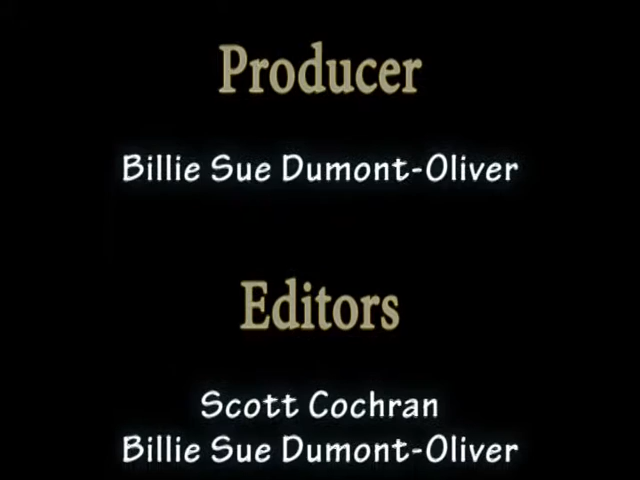 Producer
Billie Sue Dumont-Oliver
Editors
Scott Cochran
Billie Sue Dumont-Oliver